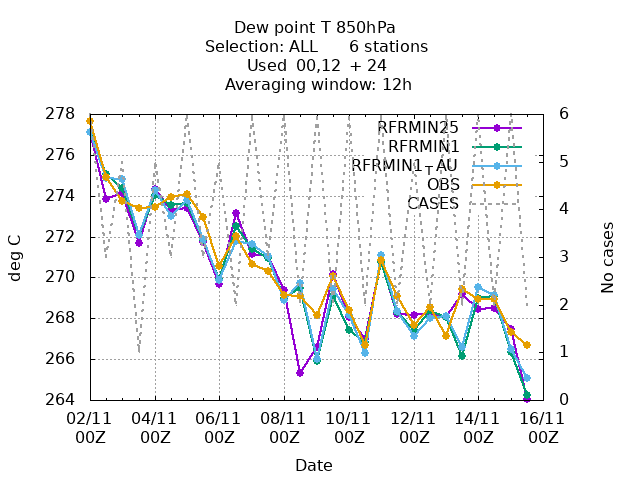 Dew point T 850hPa
Selection: ALL 6 stations
Used 00,12 + 24
Averaging window: 12h
278
276
274
272
270
268
266
264
6
5
4
3
2
1
0
deg C
No cases
RFRMIN25
RFRMIN1
RFRMIN1TAU
OBS
CASES
02/11 04/11 06/11 08/11 10/11 12/11 14/11 16/11
00Z 00Z 00Z 00Z 00Z 00Z 00Z 00Z
Date